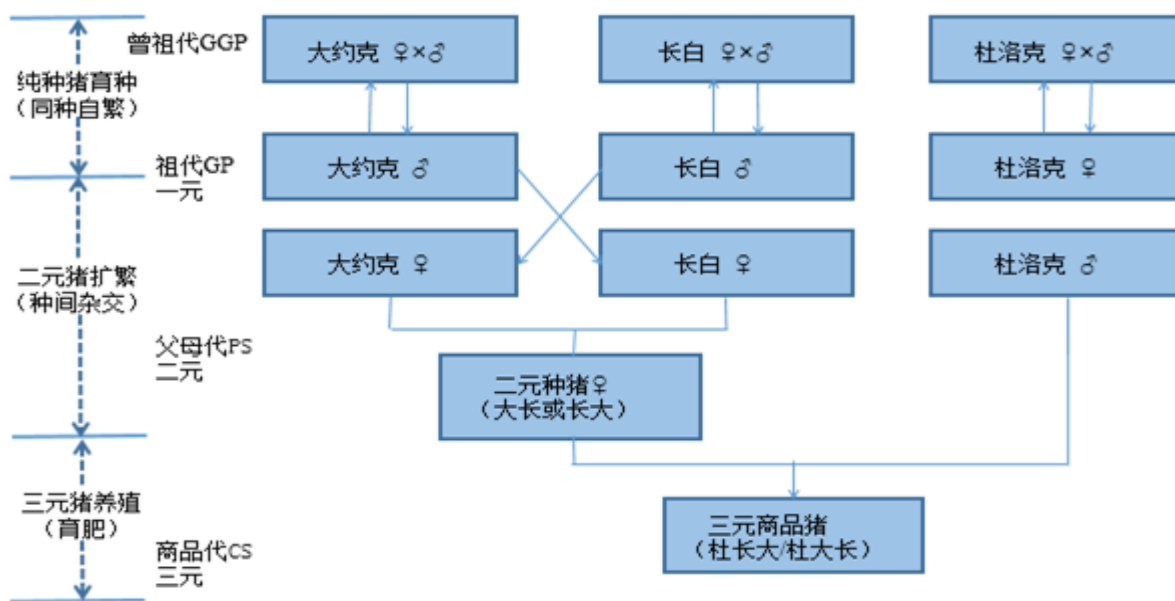 曾祖代GGP
大约克 ♀×♂
长白 ♀×♂
杜洛克 ♀×♂
纯种猪育种
（同种自繁）
祖代GP
一元
大约克 ♂
长白 ♂
杜洛克 ♀
大约克 ♀
长白 ♀
杜洛克 ♂
二元猪扩繁
（种间杂交）
父母代PS
二元
二元种猪♀
（大长或长大）
三元猪养殖
（育肥）
三元商品猪
（杜长大/杜大长）
商品代CS
三元